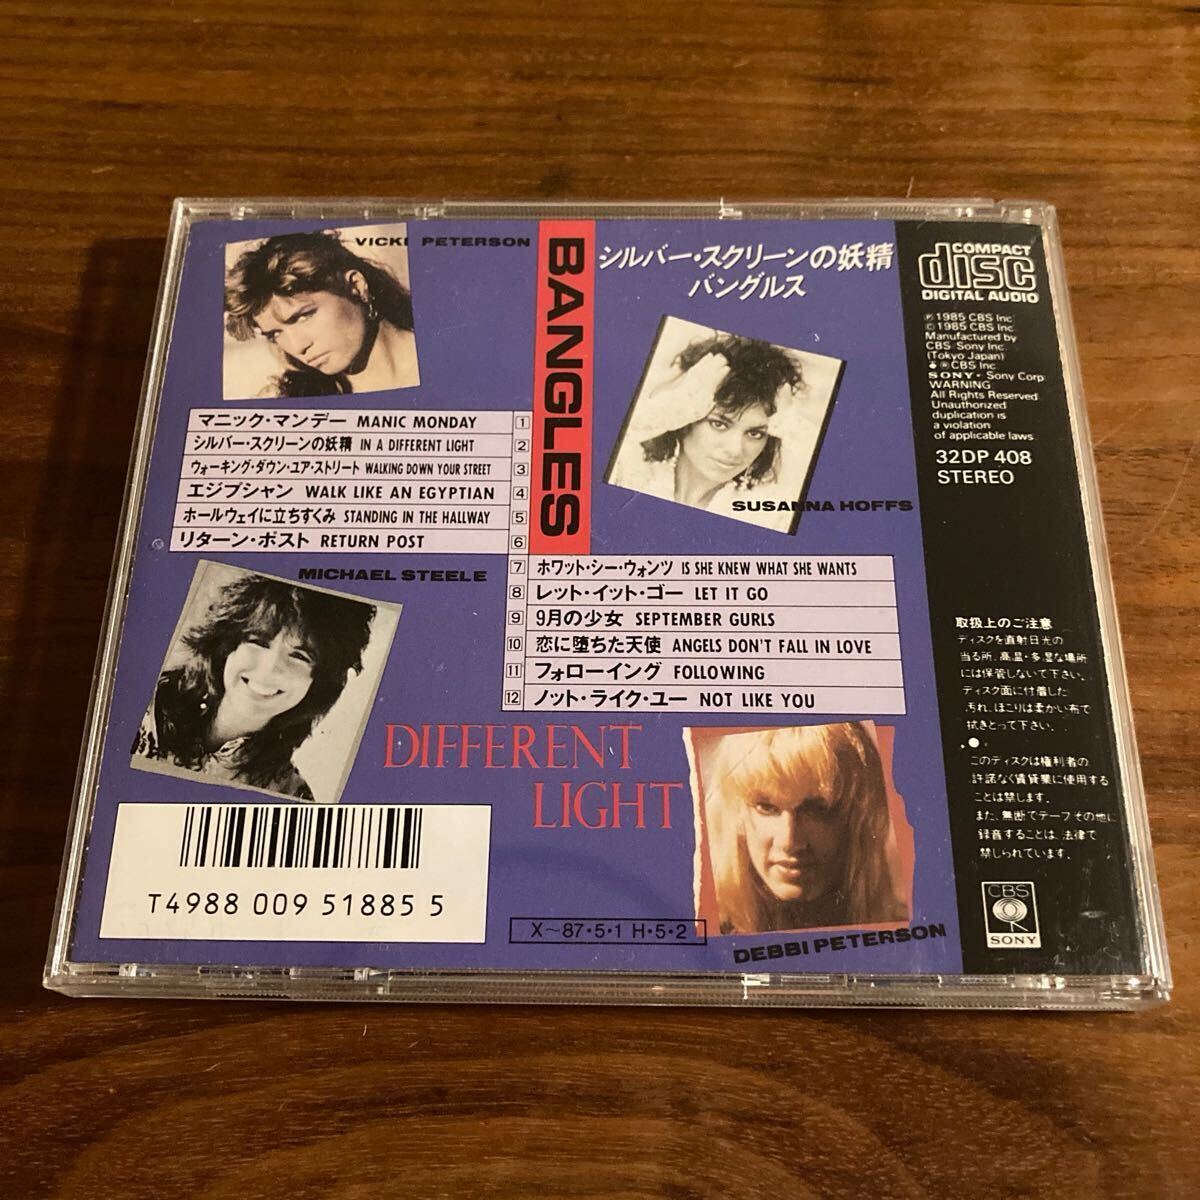 VICKI PETERSON
BANGLES
シルバー・スクリーンの妖精
バングルス
SUSANNA HOFFS
マニック・マンデー MANIC MONDAY 1
シルバー・スクリーンの妖精 IN A DIFFERENT LIGHT 2
ウォーキング・ダウン・ユア・ストリート WALKING DOWN YOUR STREET 3
エジプシャン WALK LIKE AN EGYPTIAN 4
ホールウェイに立ちすくみ STANDING IN THE HALLWAY 5
リターン・ポスト RETURN POST 6
7 ホワット・シー・ウォンツ IS SHE KNEW WHAT SHE WANTS
8 レット・イット・ゴー LET IT GO
9 9月の少女 SEPTEMBER GURLS
10 恋に堕ちた天使 ANGELS DON'T FALL IN LOVE
11 フォローイング FOLLOWING
12 ノット・ライク・ユー NOT LIKE YOU
MICHAEL STEELE
DIFFERENT
LIGHT
DEBBI PETERSON
T4988 009 51885 5
X〜87・5・1 H・5・2
COMPACT
disc
DIGITAL AUDIO
Ⓟ1985 CBS Inc
©1985 CBS Inc
Manufactured by
CBS Sony Inc.
(Tokyo Japan)
®CBS Inc
SONY・Sony Corp
WARNING
All Rights Reserved
Unauthorized
duplication is
a violation
of applicable laws
32DP 408
STEREO
取扱上のご注意
ディスクを直射日光の
当る所、高温・多湿な場所
には保管しないで下さい。
ディスク面に付着した
汚れ、ほこりは柔かい布で
拭きとって下さい。
このディスクは権利者の
許諾なく賃貸業に使用する
ことは禁じます。
また、無断でテープその他に
録音することは、法律で
禁じられています。
CBS
SONY